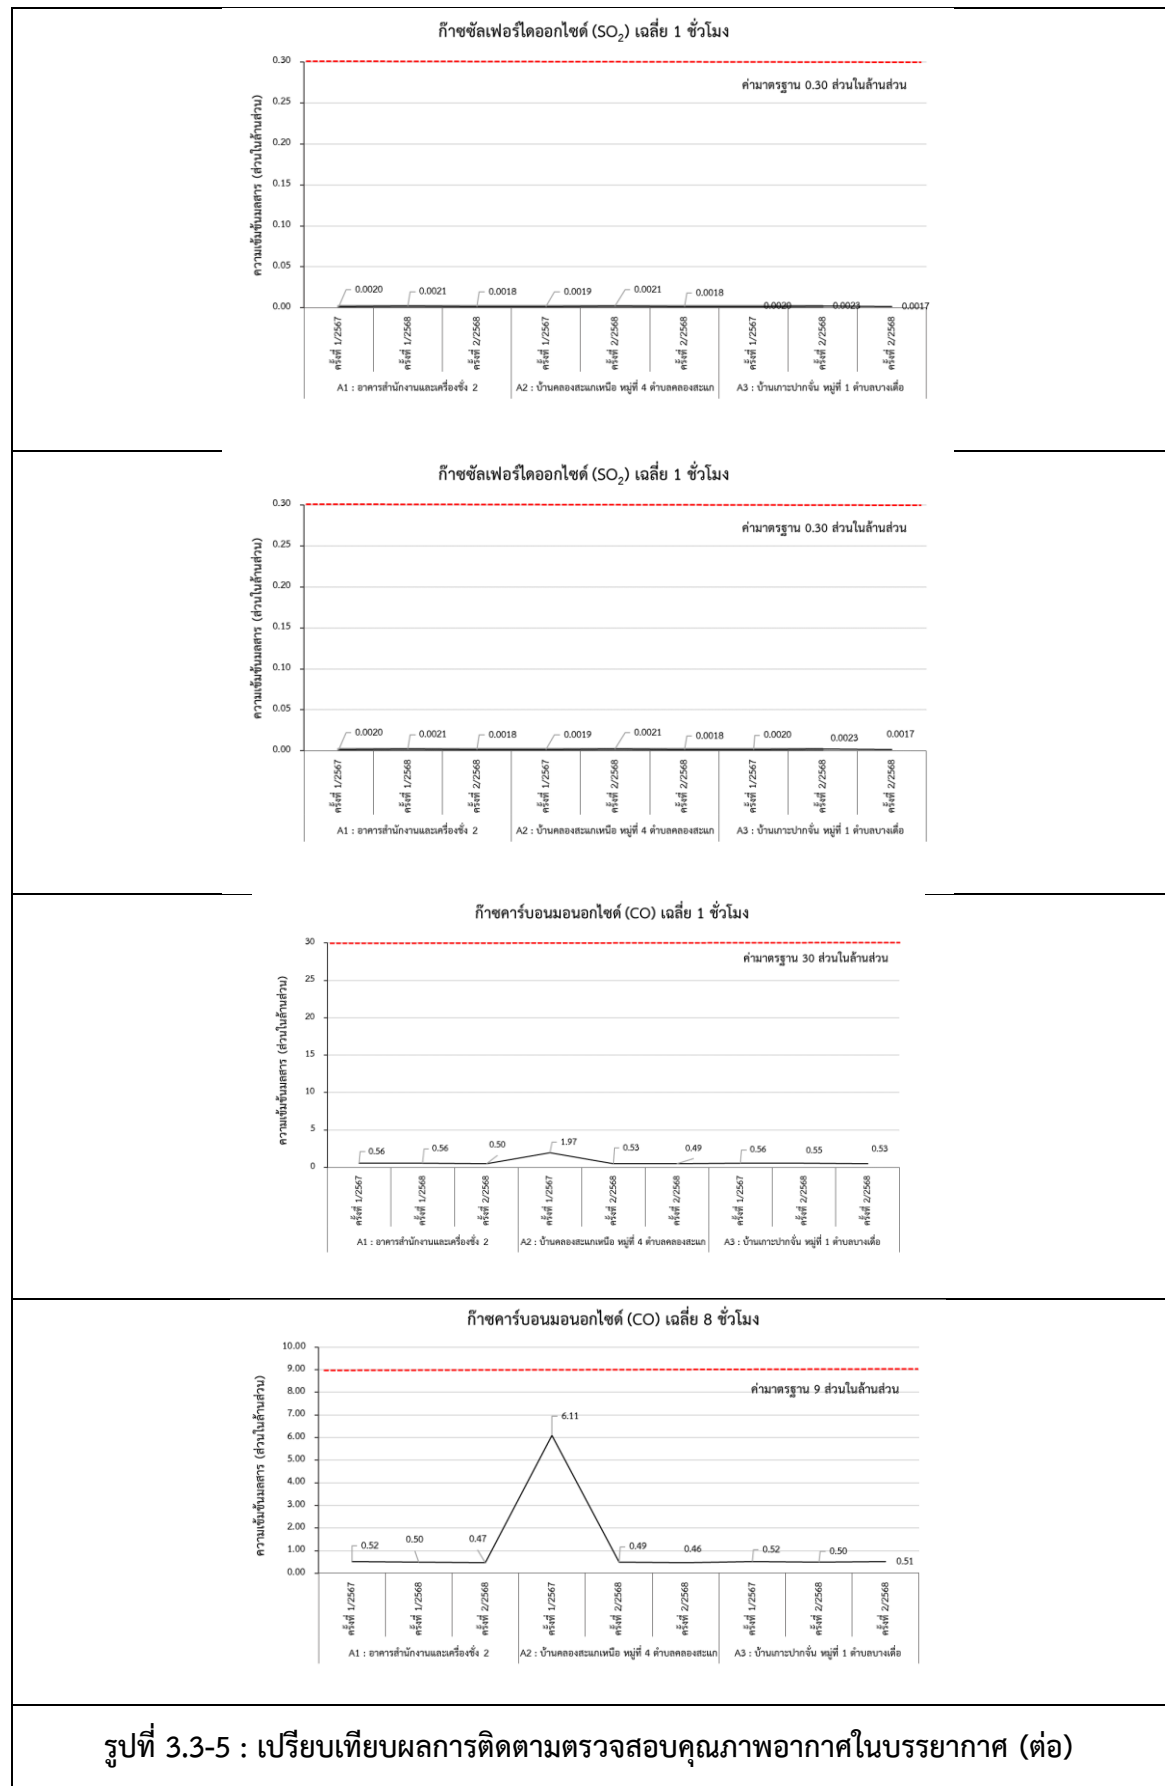 ก๊าซซัลเฟอร์ไดออกไซด์ (SO2) เฉลี่ย 1 ชั่วโมง
ความเข้มข้นมลสาร (ส่วนในล้านส่วน)
0.30
0.25
0.20
0.15
0.10
0.05
0.00
ค่ามาตรฐาน 0.30 ส่วนในล้านส่วน
0.0020 0.0021 0.0018 0.0019 0.0021 0.0018 0.0020 0.0023 0.0017
ครั้งที่ 1/2567 ครั้งที่ 1/2568 ครั้งที่ 2/2568 ครั้งที่ 1/2567 ครั้งที่ 2/2568 ครั้งที่ 2/2568 ครั้งที่ 1/2567 ครั้งที่ 2/2568 ครั้งที่ 2/2568
A1 : อาคารสำนักงานและเครื่องชั่ง 2 A2 : บ้านคลองสะแกเหนือ หมู่ที่ 4 ตำบลคลองสะแก A3 : บ้านเกาะปากจั่น หมู่ที่ 1 ตำบลบางเดื่อ
ก๊าซซัลเฟอร์ไดออกไซด์ (SO2) เฉลี่ย 1 ชั่วโมง
ความเข้มข้นมลสาร (ส่วนในล้านส่วน)
0.30
0.25
0.20
0.15
0.10
0.05
0.00
ค่ามาตรฐาน 0.30 ส่วนในล้านส่วน
0.0020 0.0021 0.0018 0.0019 0.0021 0.0018 0.0020 0.0023 0.0017
ครั้งที่ 1/2567 ครั้งที่ 1/2568 ครั้งที่ 2/2568 ครั้งที่ 1/2567 ครั้งที่ 2/2568 ครั้งที่ 2/2568 ครั้งที่ 1/2567 ครั้งที่ 2/2568 ครั้งที่ 2/2568
A1 : อาคารสำนักงานและเครื่องชั่ง 2 A2 : บ้านคลองสะแกเหนือ หมู่ที่ 4 ตำบลคลองสะแก A3 : บ้านเกาะปากจั่น หมู่ที่ 1 ตำบลบางเดื่อ
ก๊าซคาร์บอนมอนอกไซด์ (CO) เฉลี่ย 1 ชั่วโมง
ความเข้มข้นมลสาร (ส่วนในล้านส่วน)
30
25
20
15
10
5
0
ค่ามาตรฐาน 30 ส่วนในล้านส่วน
0.56 0.56 0.50 1.97 0.53 0.49 0.56 0.55 0.53
ครั้งที่ 1/2567 ครั้งที่ 1/2568 ครั้งที่ 2/2568 ครั้งที่ 1/2567 ครั้งที่ 2/2568 ครั้งที่ 2/2568 ครั้งที่ 1/2567 ครั้งที่ 2/2568 ครั้งที่ 2/2568
A1 : อาคารสำนักงานและเครื่องชั่ง 2 A2 : บ้านคลองสะแกเหนือ หมู่ที่ 4 ตำบลคลองสะแก A3 : บ้านเกาะปากจั่น หมู่ที่ 1 ตำบลบางเดื่อ
ก๊าซคาร์บอนมอนอกไซด์ (CO) เฉลี่ย 8 ชั่วโมง
ความเข้มข้นมลสาร (ส่วนในล้านส่วน)
10.00
9.00
8.00
7.00
6.00
5.00
4.00
3.00
2.00
1.00
0.00
ค่ามาตรฐาน 9 ส่วนในล้านส่วน
0.52 0.50 0.47 6.11 0.49 0.46 0.52 0.50 0.51
ครั้งที่ 1/2567 ครั้งที่ 1/2568 ครั้งที่ 2/2568 ครั้งที่ 1/2567 ครั้งที่ 2/2568 ครั้งที่ 2/2568 ครั้งที่ 1/2567 ครั้งที่ 2/2568 ครั้งที่ 2/2568
A1 : อาคารสำนักงานและเครื่องชั่ง 2 A2 : บ้านคลองสะแกเหนือ หมู่ที่ 4 ตำบลคลองสะแก A3 : บ้านเกาะปากจั่น หมู่ที่ 1 ตำบลบางเดื่อ
รูปที่ 3.3-5 : เปรียบเทียบผลการติดตามตรวจสอบคุณภาพอากาศในบรรยากาศ (ต่อ)